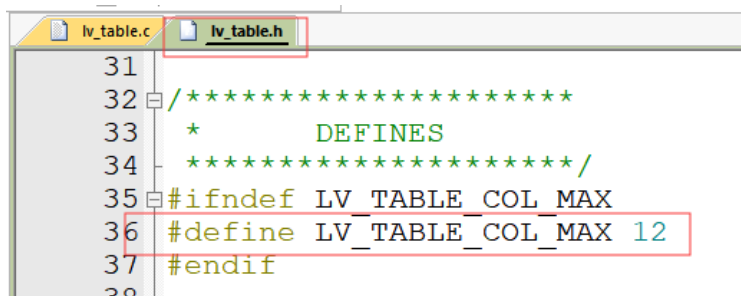 lv_table.c lv_table.h
31
32 /*********************
33 * DEFINES
34 *********************/
35 #ifndef LV_TABLE_COL_MAX
36 #define LV_TABLE_COL_MAX 12
37 #endif